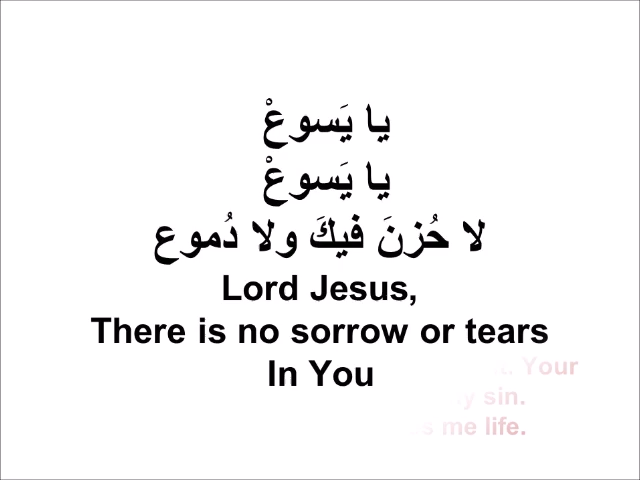 يا يَسوعْ
يا يَسوعْ
لا حُزنَ فيكَ ولا دُموع
Lord Jesus,
There is no sorrow or tears
In You
Your
sin.
me life.